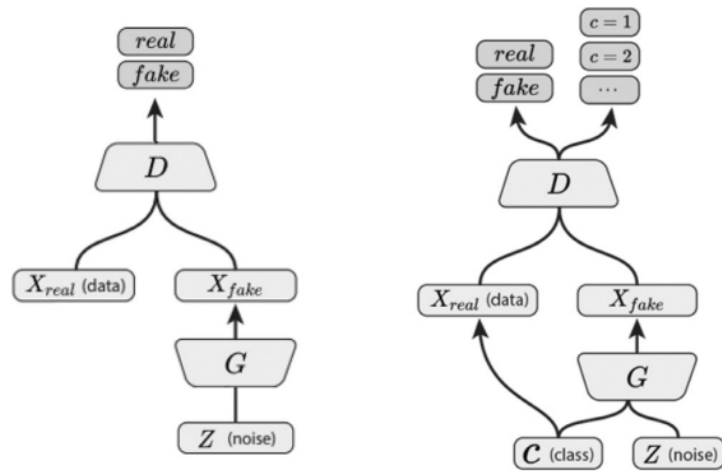 real
fake
D
X_real (data)
X_fake
G
Z (noise)
c = 1
c = 2
...
real
fake
D
X_real (data)
X_fake
G
C (class)
Z (noise)